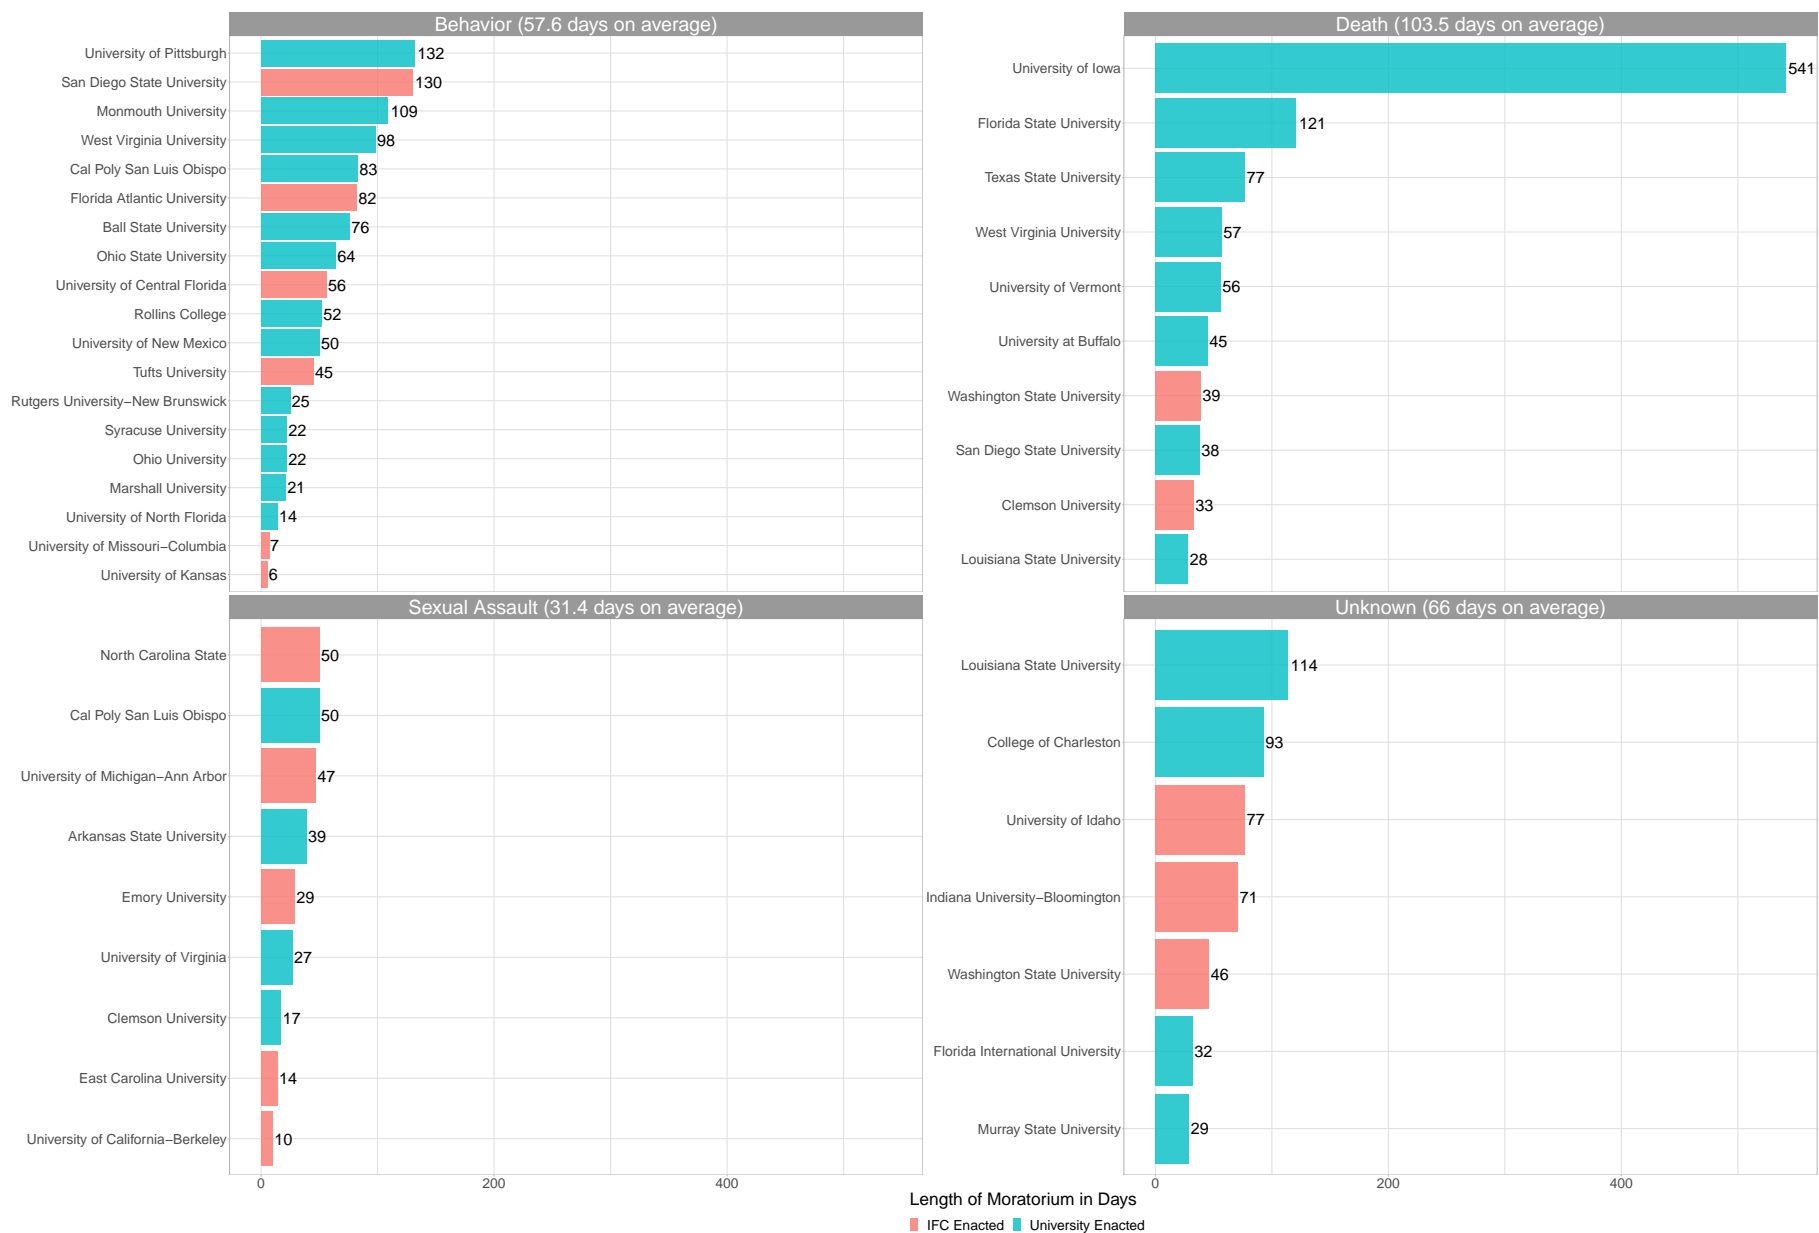 Behavior (57.6 days on average)
University of Pittsburgh 132
San Diego State University 130
Monmouth University 109
West Virginia University 98
Cal Poly San Luis Obispo 83
Florida Atlantic University 82
Ball State University 76
Ohio State University 64
University of Central Florida 56
Rollins College 52
University of New Mexico 50
Tufts University 45
Rutgers University−New Brunswick 25
Syracuse University 22
Ohio University 22
Marshall University 21
University of North Florida 14
University of Missouri−Columbia 7
University of Kansas 6
Death (103.5 days on average)
University of Iowa 541
Florida State University 121
Texas State University 77
West Virginia University 57
University of Vermont 56
University at Buffalo 45
Washington State University 39
San Diego State University 38
Clemson University 33
Louisiana State University 28
Sexual Assault (31.4 days on average)
North Carolina State 50
Cal Poly San Luis Obispo 50
University of Michigan−Ann Arbor 47
Arkansas State University 39
Emory University 29
University of Virginia 27
Clemson University 17
East Carolina University 14
University of California−Berkeley 10
0 200 400
Unknown (66 days on average)
Louisiana State University 114
College of Charleston 93
University of Idaho 77
Indiana University−Bloomington 71
Washington State University 46
Florida International University 32
Murray State University 29
0 200 400
Length of Moratorium in Days
IFC Enacted University Enacted